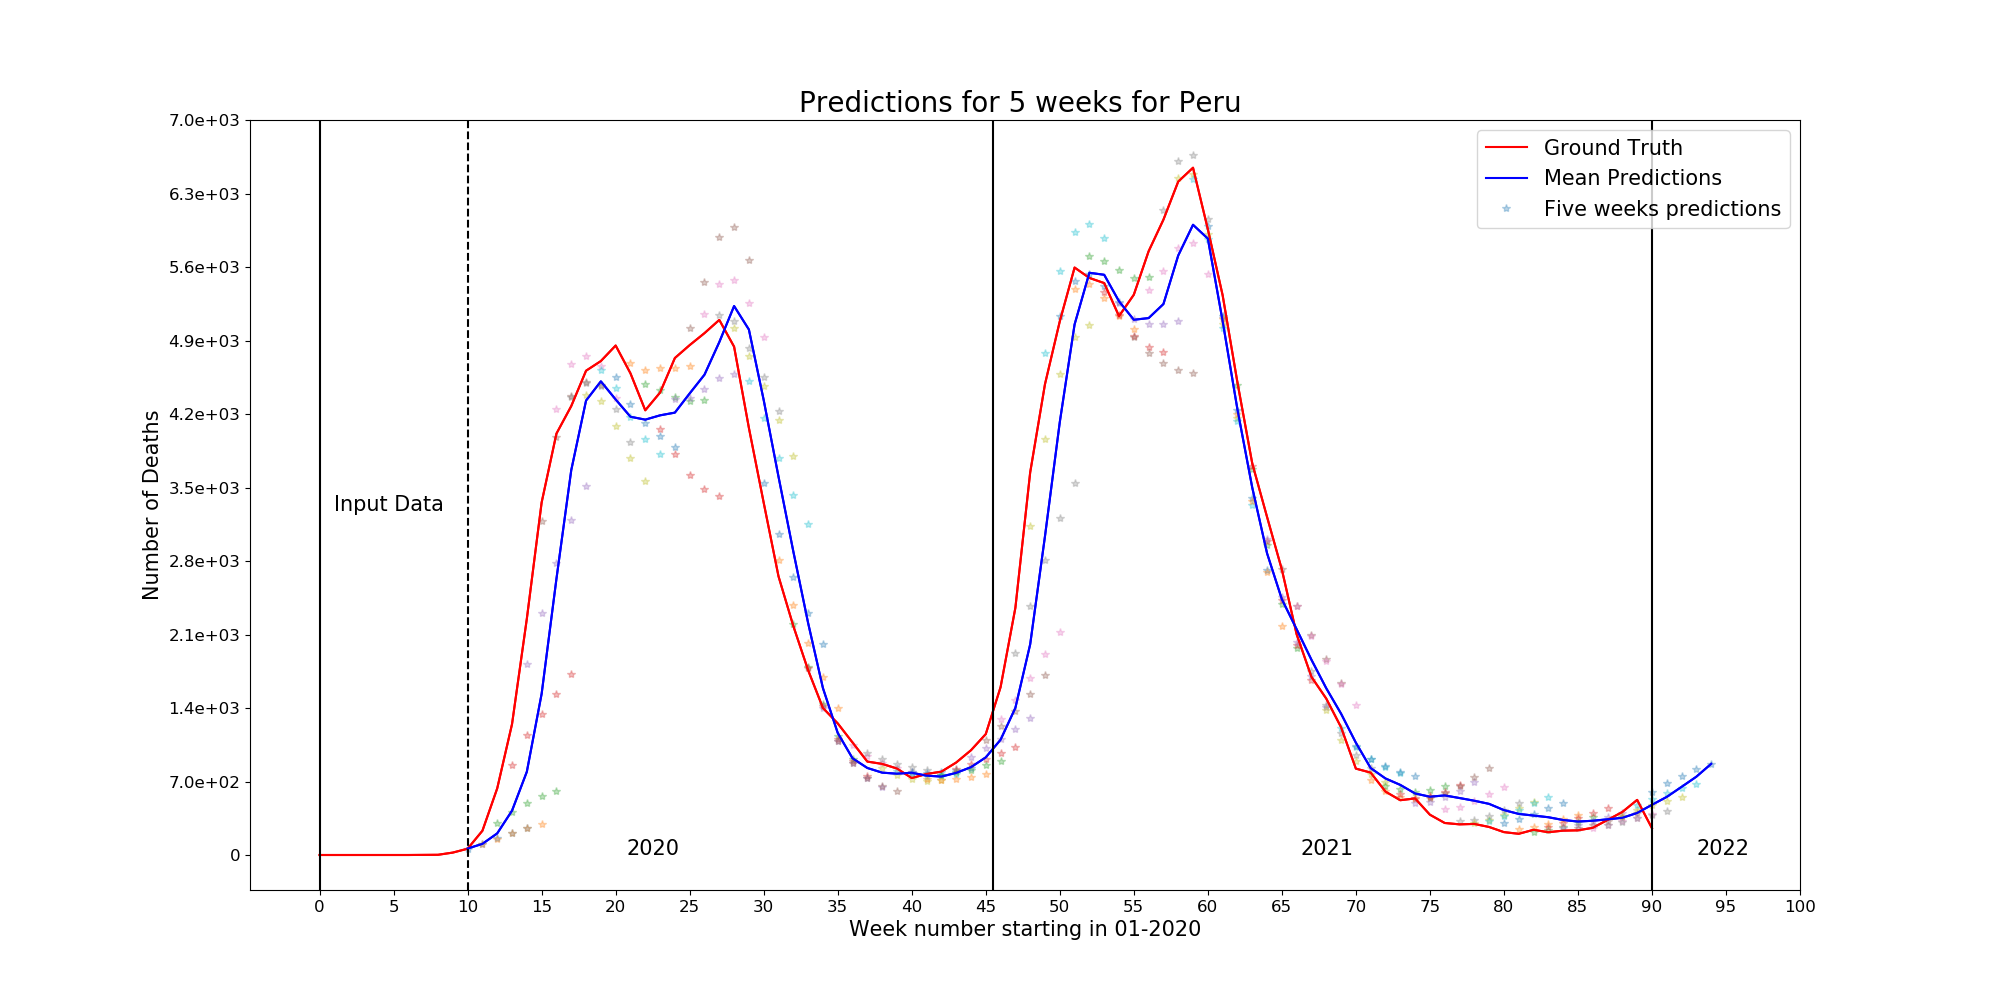 Predictions for 5 weeks for Peru
7.0e+03
6.3e+03
5.6e+03
4.9e+03
4.2e+03
3.5e+03
2.8e+03
2.1e+03
1.4e+03
7.0e+02
0
Number of Deaths
Ground Truth
Mean Predictions
Five weeks predictions
Input Data
2020
2021
2022
0 5 10 15 20 25 30 35 40 45 50 55 60 65 70 75 80 85 90 95 100
Week number starting in 01-2020